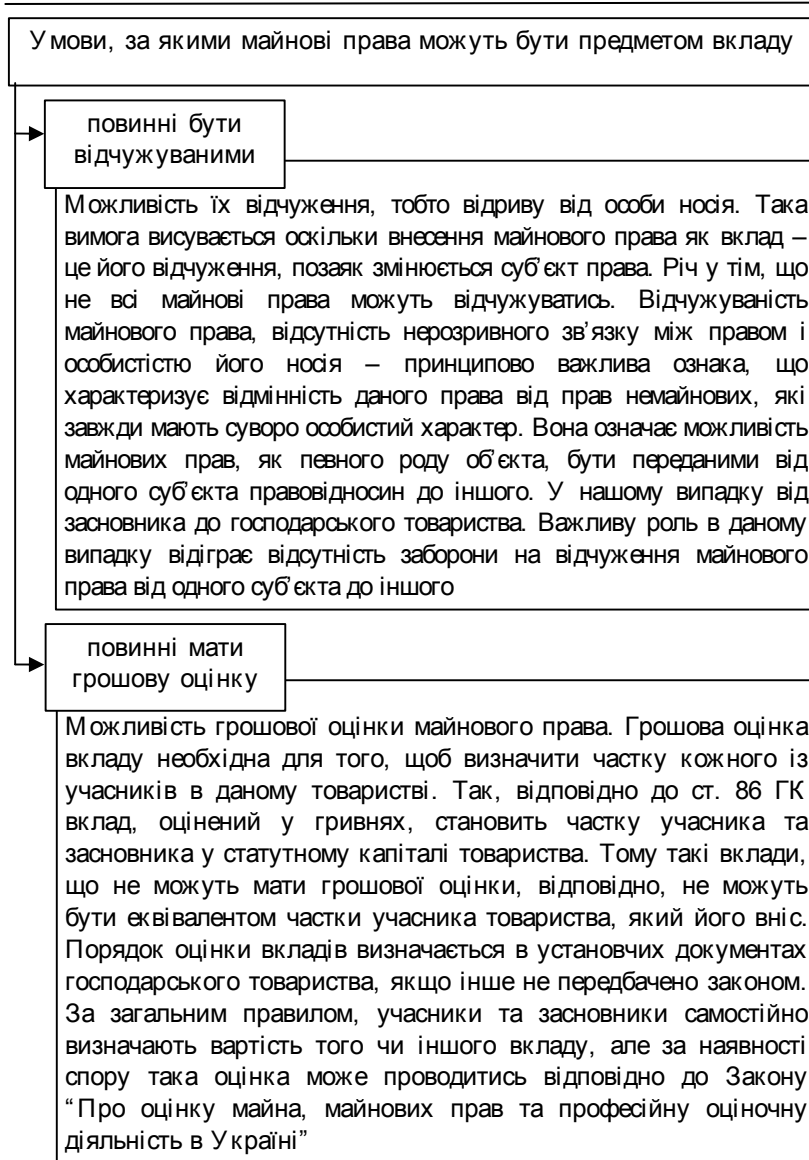 Умови, за якими майнові права можуть бути предметом вкладу
повинні бути
відчужуваними
Можливість їх відчуження, тобто відриву від особи носія. Така
вимога висувається оскільки внесення майнового права як вклад –
це його відчуження, позаяк змінюється суб’єкт права. Річ у тім, що
не всі майнові права можуть відчужуватись. Відчужуваність
майнового права, відсутність нерозривного зв’язку між правом і
особистістю його носія – принципово важлива ознака, що
характеризує відмінність даного права від прав немайнових, які
завжди мають суворо особистий характер. Вона означає можливість
майнових прав, як певного роду об’єкта, бути переданими від
одного суб’єкта правовідносин до іншого. У нашому випадку від
засновника до господарського товариства. Важливу роль в даному
випадку відіграє відсутність заборони на відчуження майнового
права від одного суб’єкта до іншого
повинні мати
грошову оцінку
Можливість грошової оцінки майнового права. Грошова оцінка
вкладу необхідна для того, щоб визначити частку кожного із
учасників в даному товаристві. Так, відповідно до ст. 86 ГК
вклад, оцінений у гривнях, становить частку учасника та
засновника у статутному капіталі товариства. Тому такі вклади,
що не можуть мати грошової оцінки, відповідно, не можуть
бути еквівалентом частки учасника товариства, який його вніс.
Порядок оцінки вкладів визначається в установчих документах
господарського товариства, якщо інше не передбачено законом.
За загальним правилом, учасники та засновники самостійно
визначають вартість того чи іншого вкладу, але за наявності
спору така оцінка може проводитись відповідно до Закону
“Про оцінку майна, майнових прав та професійну оціночну
діяльність в Україні”